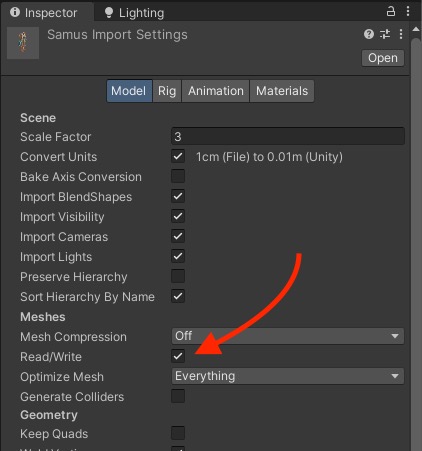 Inspector Lighting
Samus Import Settings
Open
Model Rig Animation Materials
Scene
Scale Factor 3
Convert Units 1cm (File) to 0.01m (Unity)
Bake Axis Conversion
Import BlendShapes
Import Visibility
Import Cameras
Import Lights
Preserve Hierarchy
Sort Hierarchy By Name
Meshes
Mesh Compression Off
Read/Write
Optimize Mesh Everything
Generate Colliders
Geometry
Keep Quads